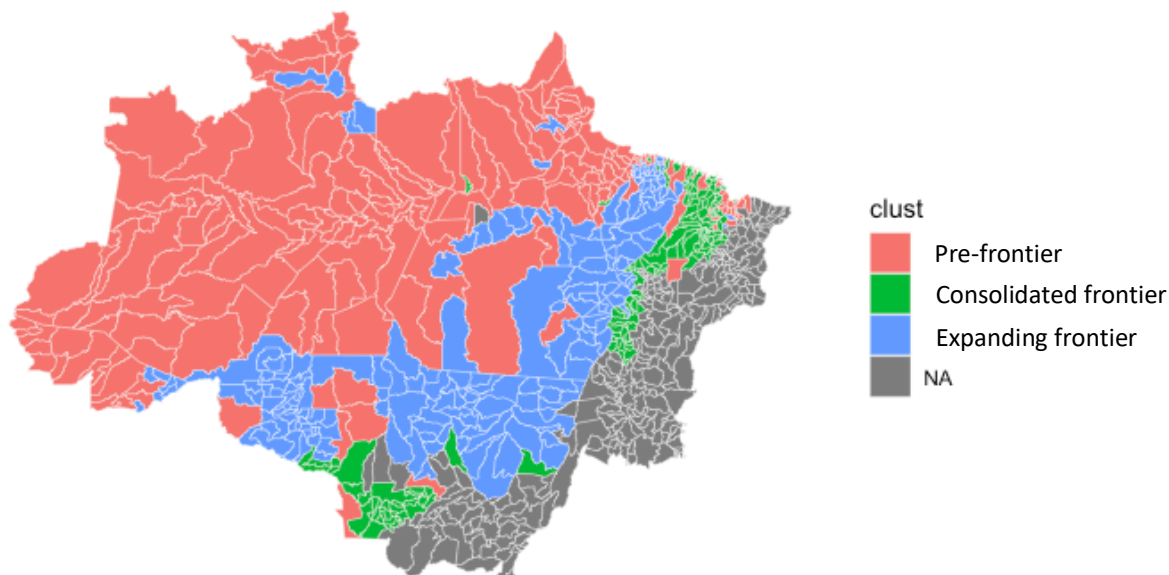 clust
Pre-frontier
Consolidated frontier
Expanding frontier
NA